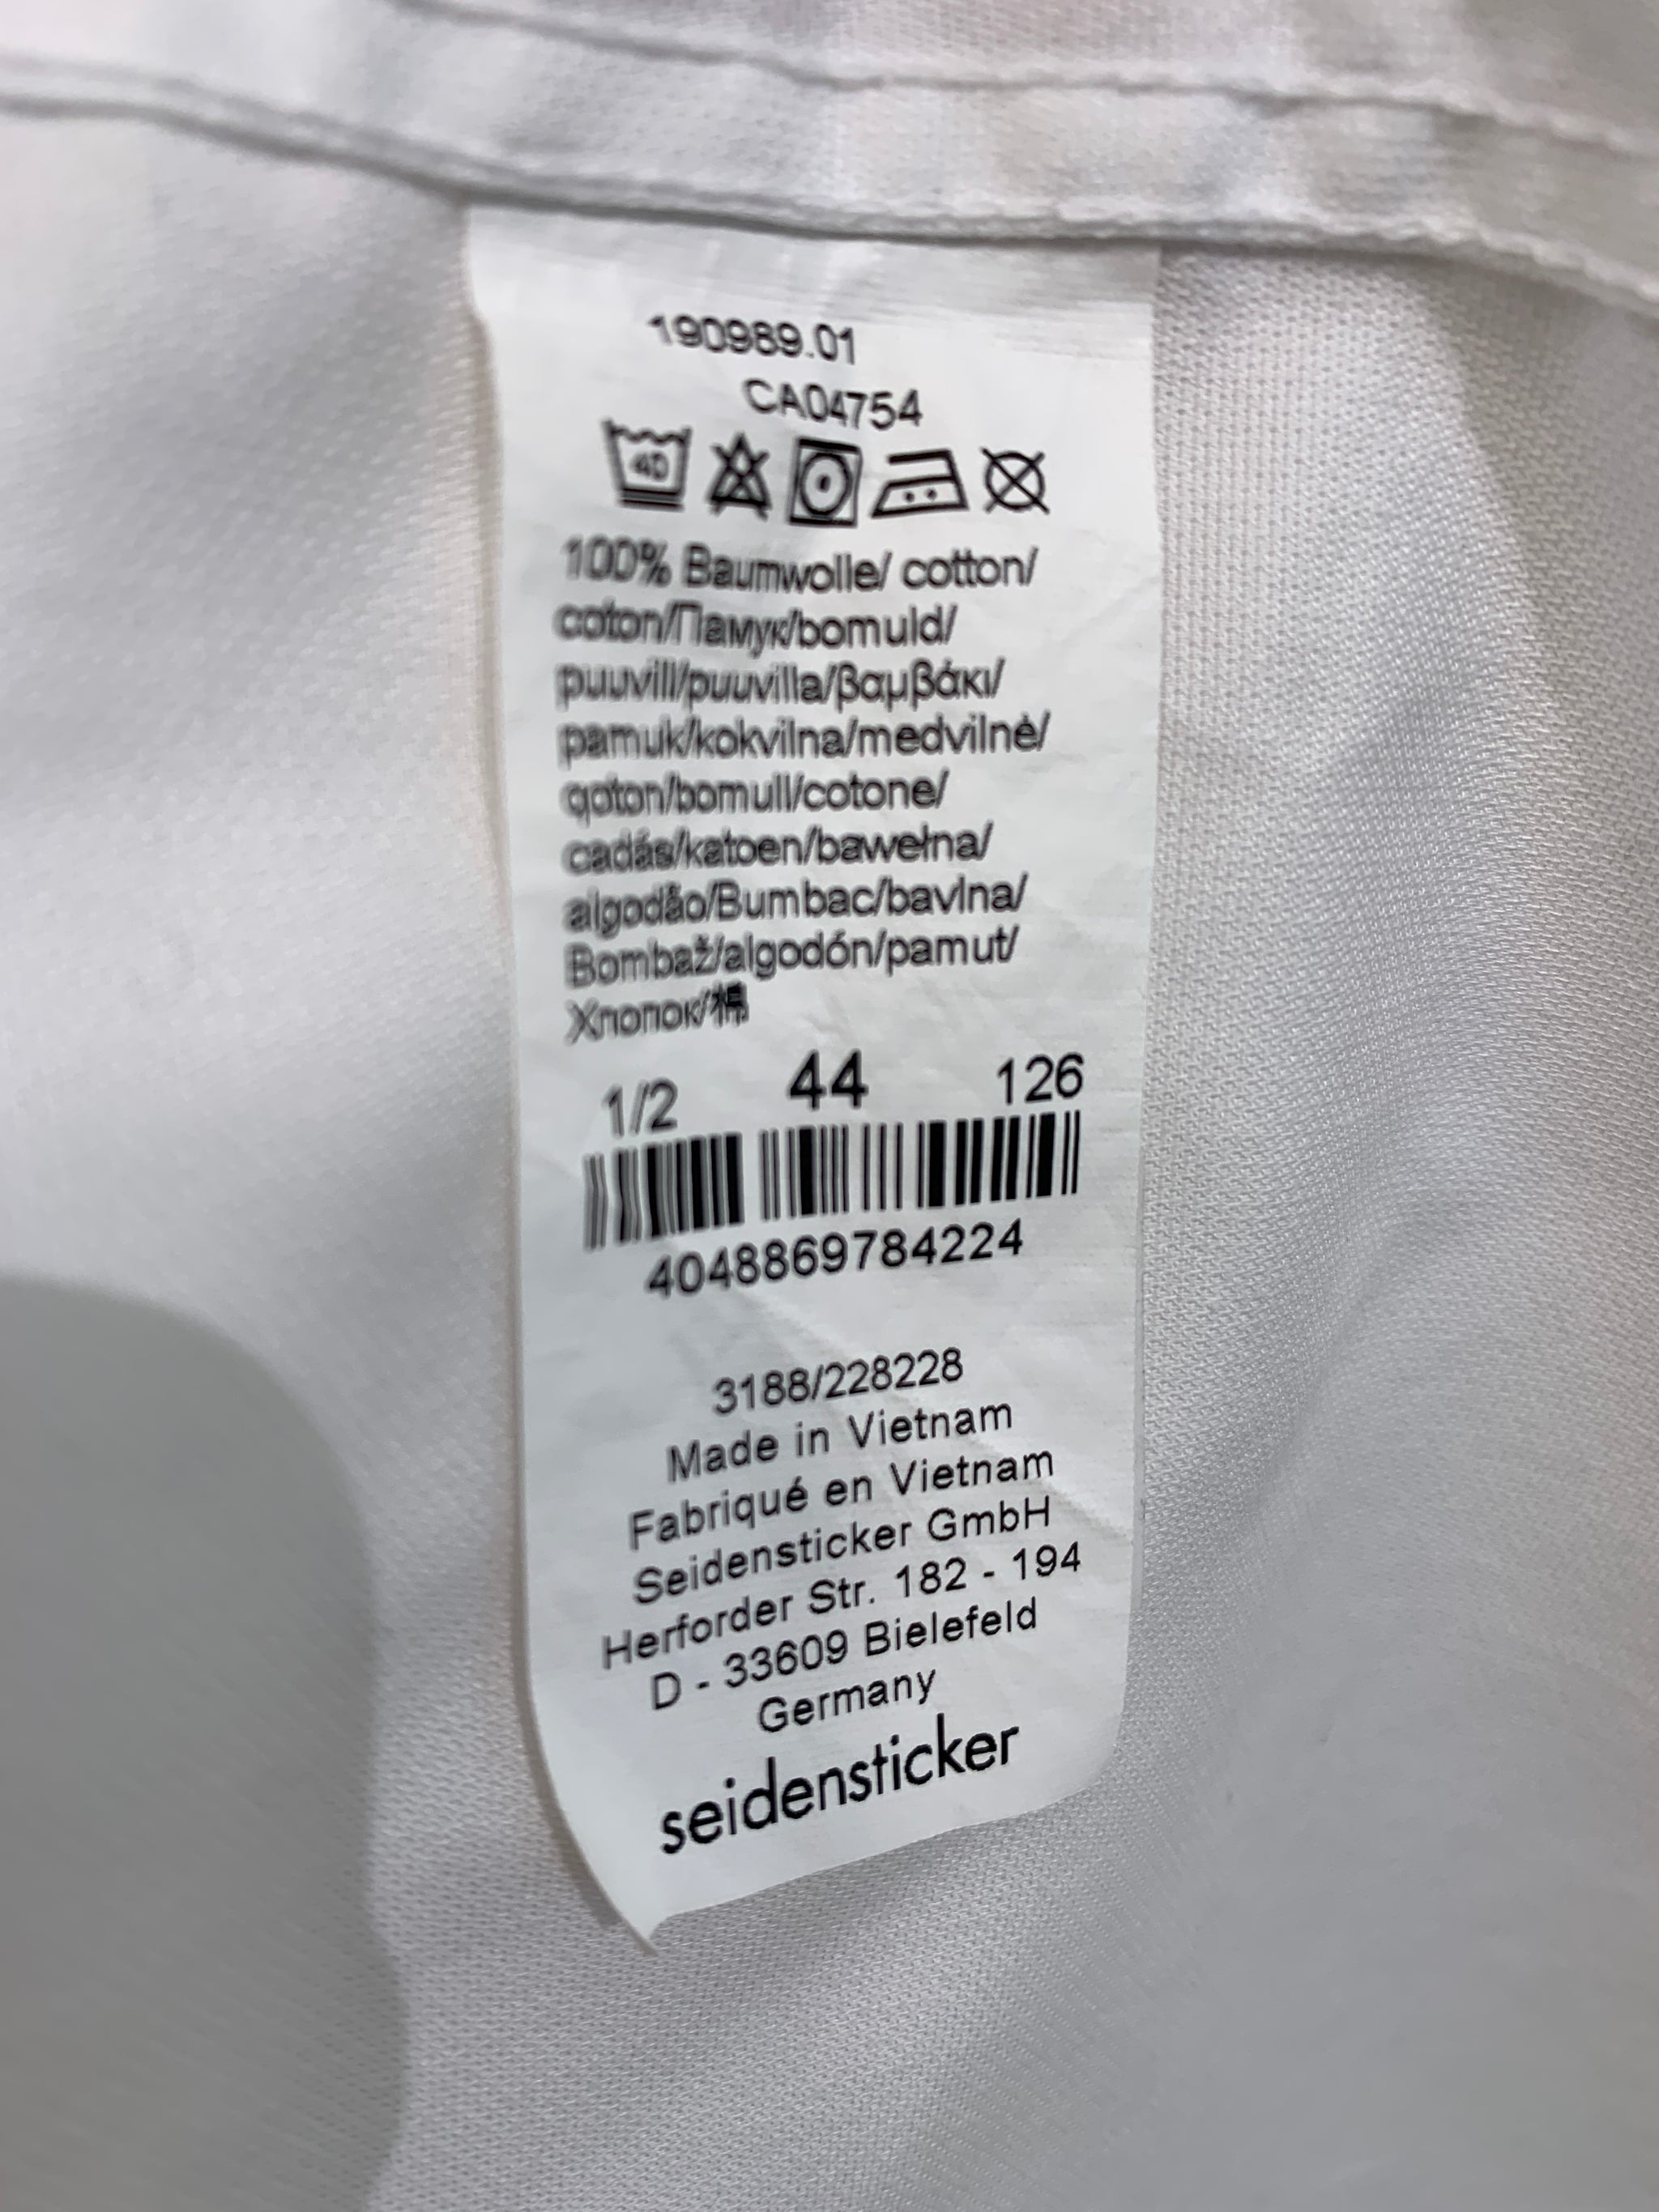 190989.01
CA04754
40
100% Baumwolle/ cotton/
coton/Памук/bomuld/
puuvill/puuvilla/βαμβάκι/
pamuk/kokvilna/medvilnė/
qoton/bomull/cotone/
cadás/katoen/bawełna/
algodão/Bumbac/bavlna/
Bombaž/algodón/pamut/
Хлопок/棉
1/2 44 126
4048869784224
3188/228228
Made in Vietnam
Fabriqué en Vietnam
Seidensticker GmbH
Herforder Str. 182 - 194
D - 33609 Bielefeld
Germany
seidensticker